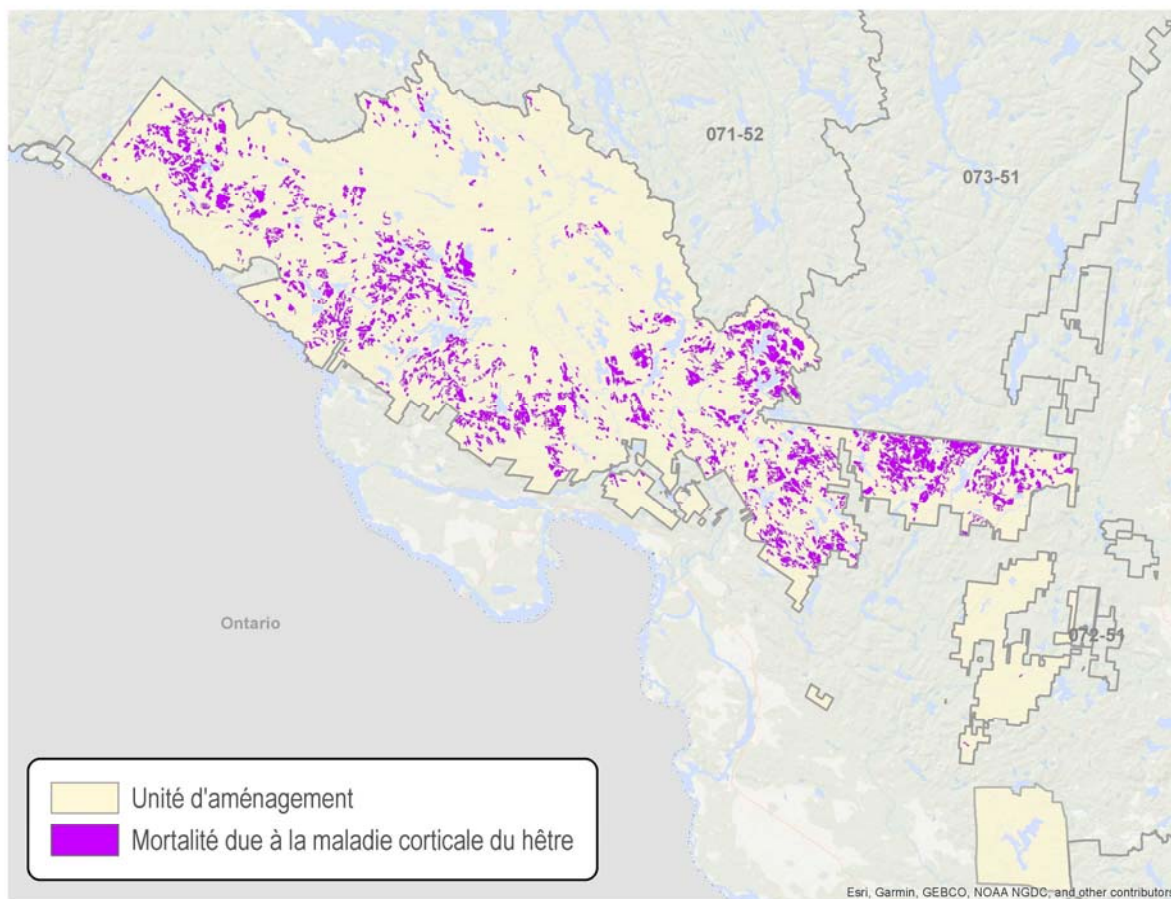 071-52
073-51
Ontario
072-51
Unité d'aménagement
Mortalité due à la maladie corticale du hêtre
Esri, Garmin, GEBCO, NOAA NGDC, and other contributors